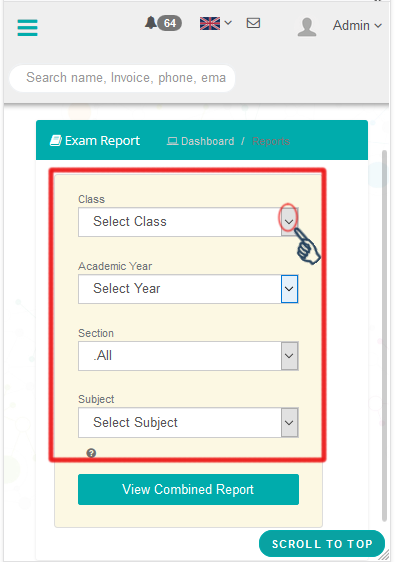 64
Admin
Search name, Invoice, phone, ema
Exam Report
Dashboard / Reports
Class
Select Class
Academic Year
Select Year
Section
.All
Subject
Select Subject
?
View Combined Report
SCROLL TO TOP